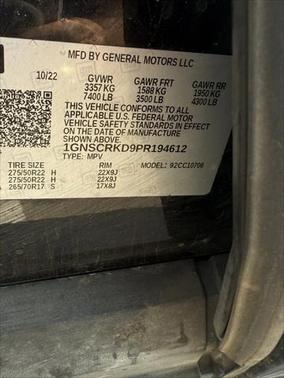 MFD BY GENERAL MOTORS LLC
10/22 GVWR GAWR FRT GAWR RR
3357 KG 1588 KG 1950 KG
7400 LB 3500 LB 4300 LB
THIS VEHICLE CONFORMS TO ALL APPLICABLE
U.S. FEDERAL MOTOR VEHICLE SAFETY
AND THEFT PREVENTION STANDARDS IN
EFFECT ON THE DATE OF MANUFACTURE
SHOWN ABOVE.
1GNSCRKD9PR194612
TYPE: MPV MODEL: 92CC10706
RIM
275/50R22 H 22X9J
275/50R22 H 22X9J
265/70R17 S 17X8J